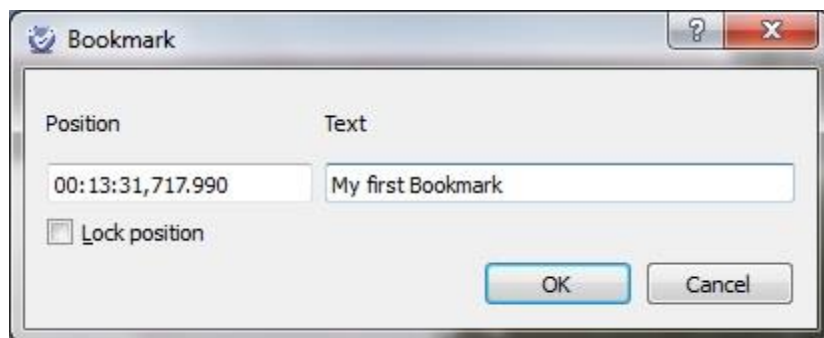 Bookmark
Position Text
00:13:31,717.990 My first Bookmark
Lock position
OK Cancel